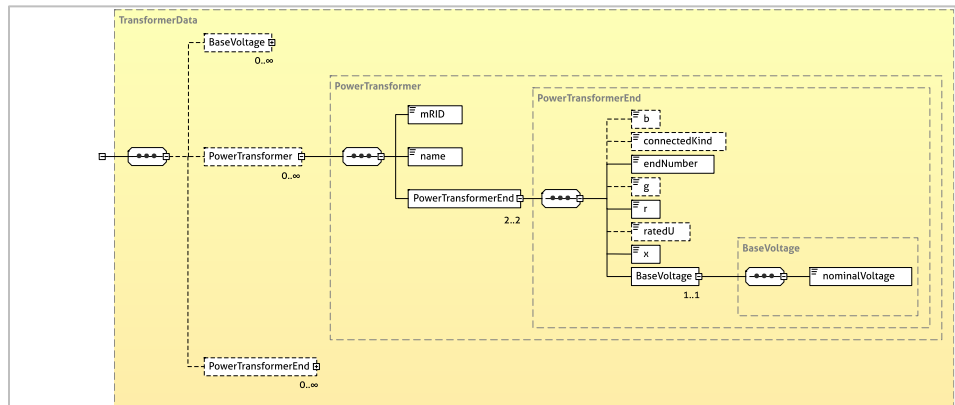 TransformerData
BaseVoltage
0..∞
PowerTransformer
PowerTransformerEnd
mRID
b
connectedKind
PowerTransformer
name
endNumber
0..∞
g
PowerTransformerEnd
r
2..2
ratedU
BaseVoltage
x
BaseVoltage
nominalVoltage
1..1
PowerTransformerEnd
0..∞